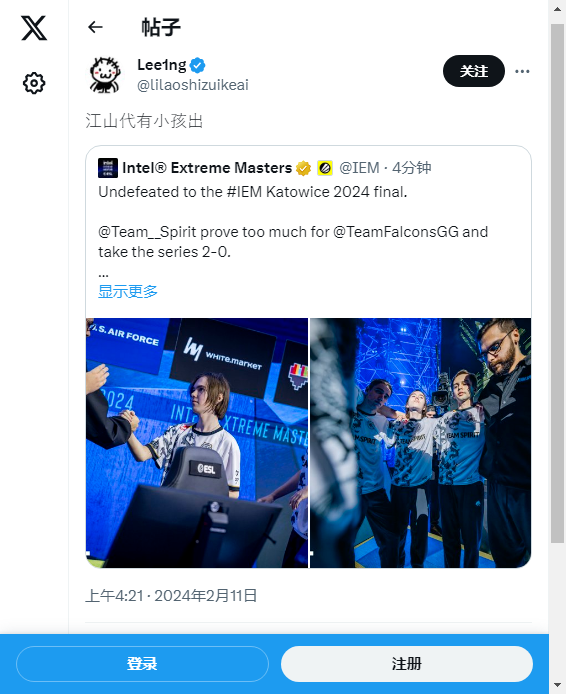 帖子
Lee1ng
@lilaoshizuikeai
关注
江山代有小孩出
Intel® Extreme Masters @IEM · 4分钟
Undefeated to the #IEM Katowice 2024 final.
@Team__Spirit prove too much for @TeamFalconsGG and
take the series 2-0.
...
显示更多
U.S. AIR FORCE
WHITE.MARKET
2024
INTEL EXTREME MASTE
ESL
TEAM SPIRIT
上午4:21 · 2024年2月11日
登录
注册